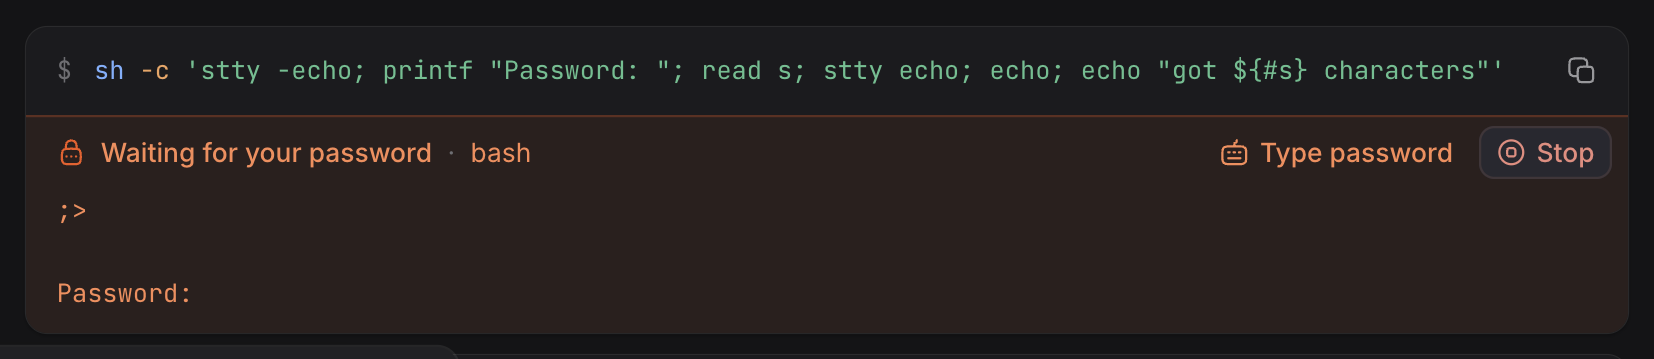 $ sh -c 'stty -echo; printf "Password: "; read s; stty echo; echo; echo "got ${#s} characters"'
Waiting for your password · bash Type password Stop
;>
Password: